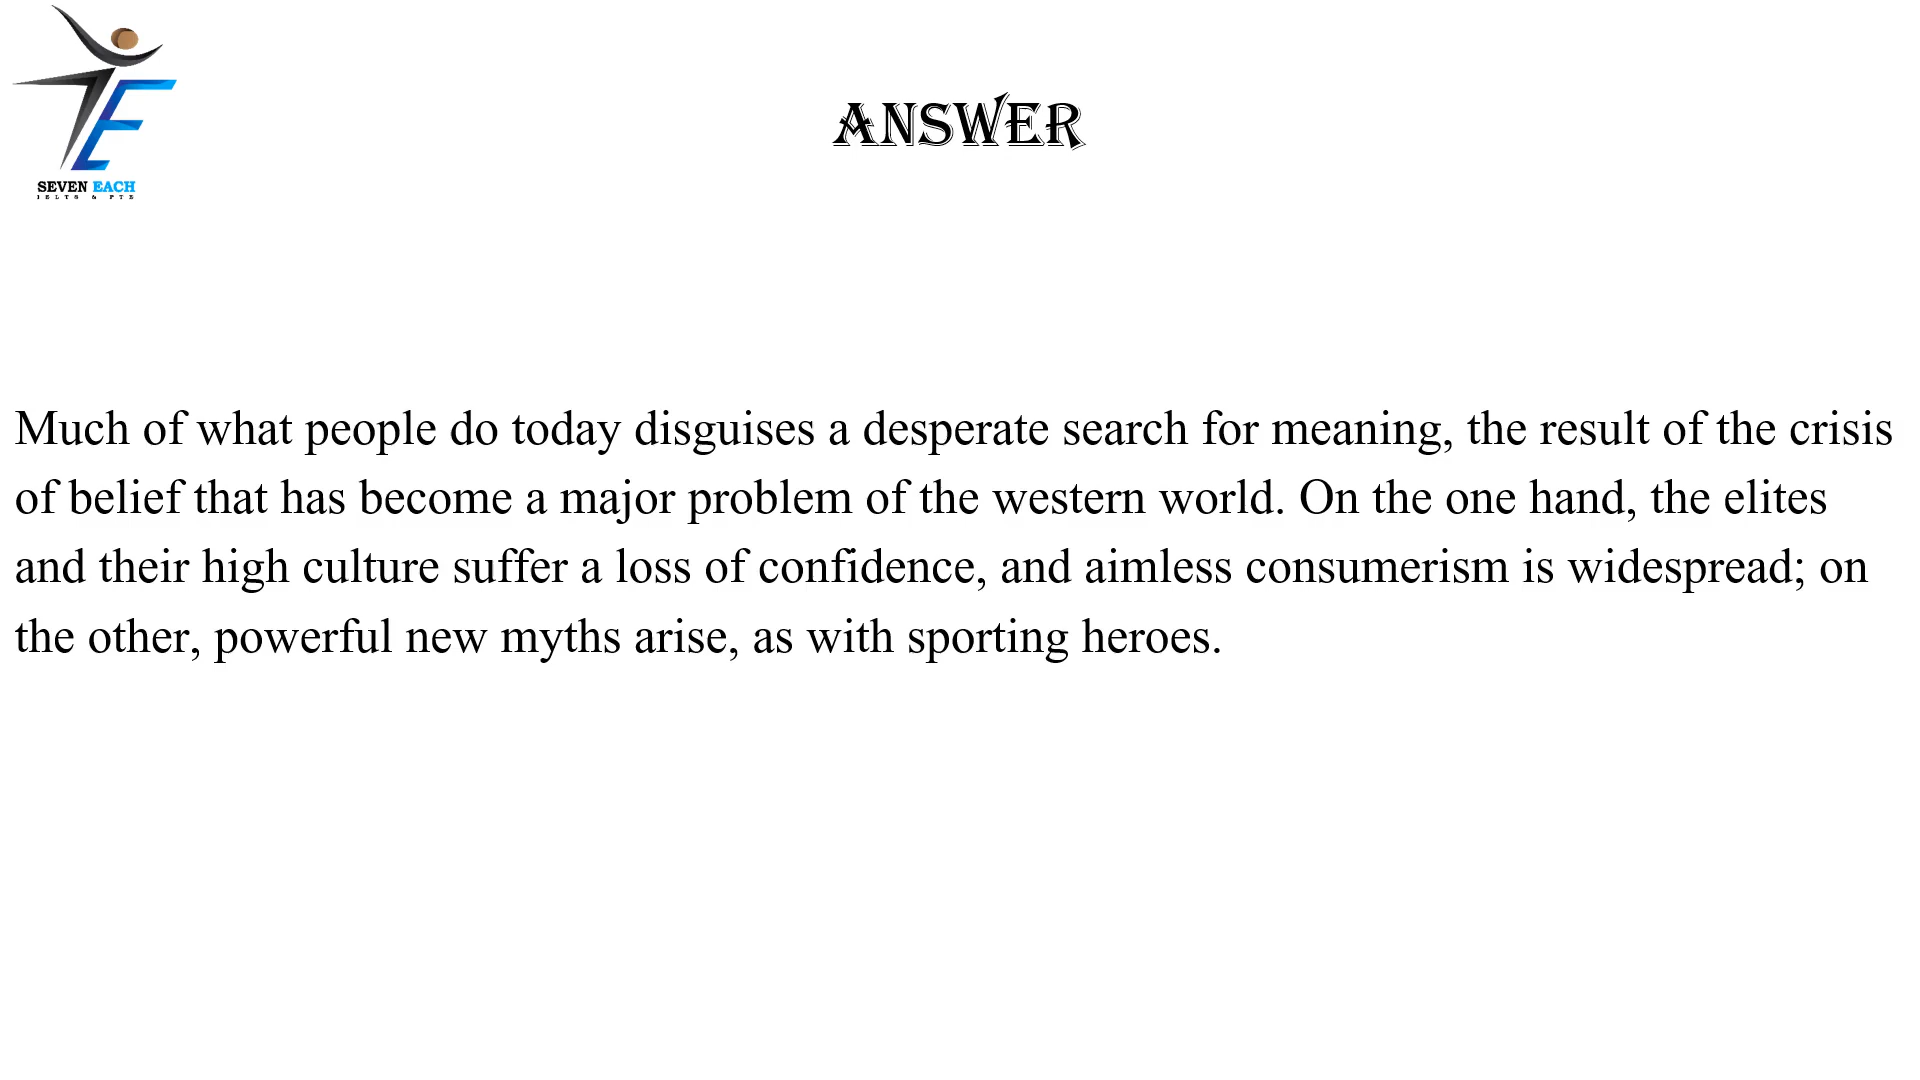 SEVEN EACH
IELTS & PTE
ANSWER
Much of what people do today disguises a desperate search for meaning, the result of the crisis
of belief that has become a major problem of the western world. On the one hand, the elites
and their high culture suffer a loss of confidence, and aimless consumerism is widespread; on
the other, powerful new myths arise, as with sporting heroes.